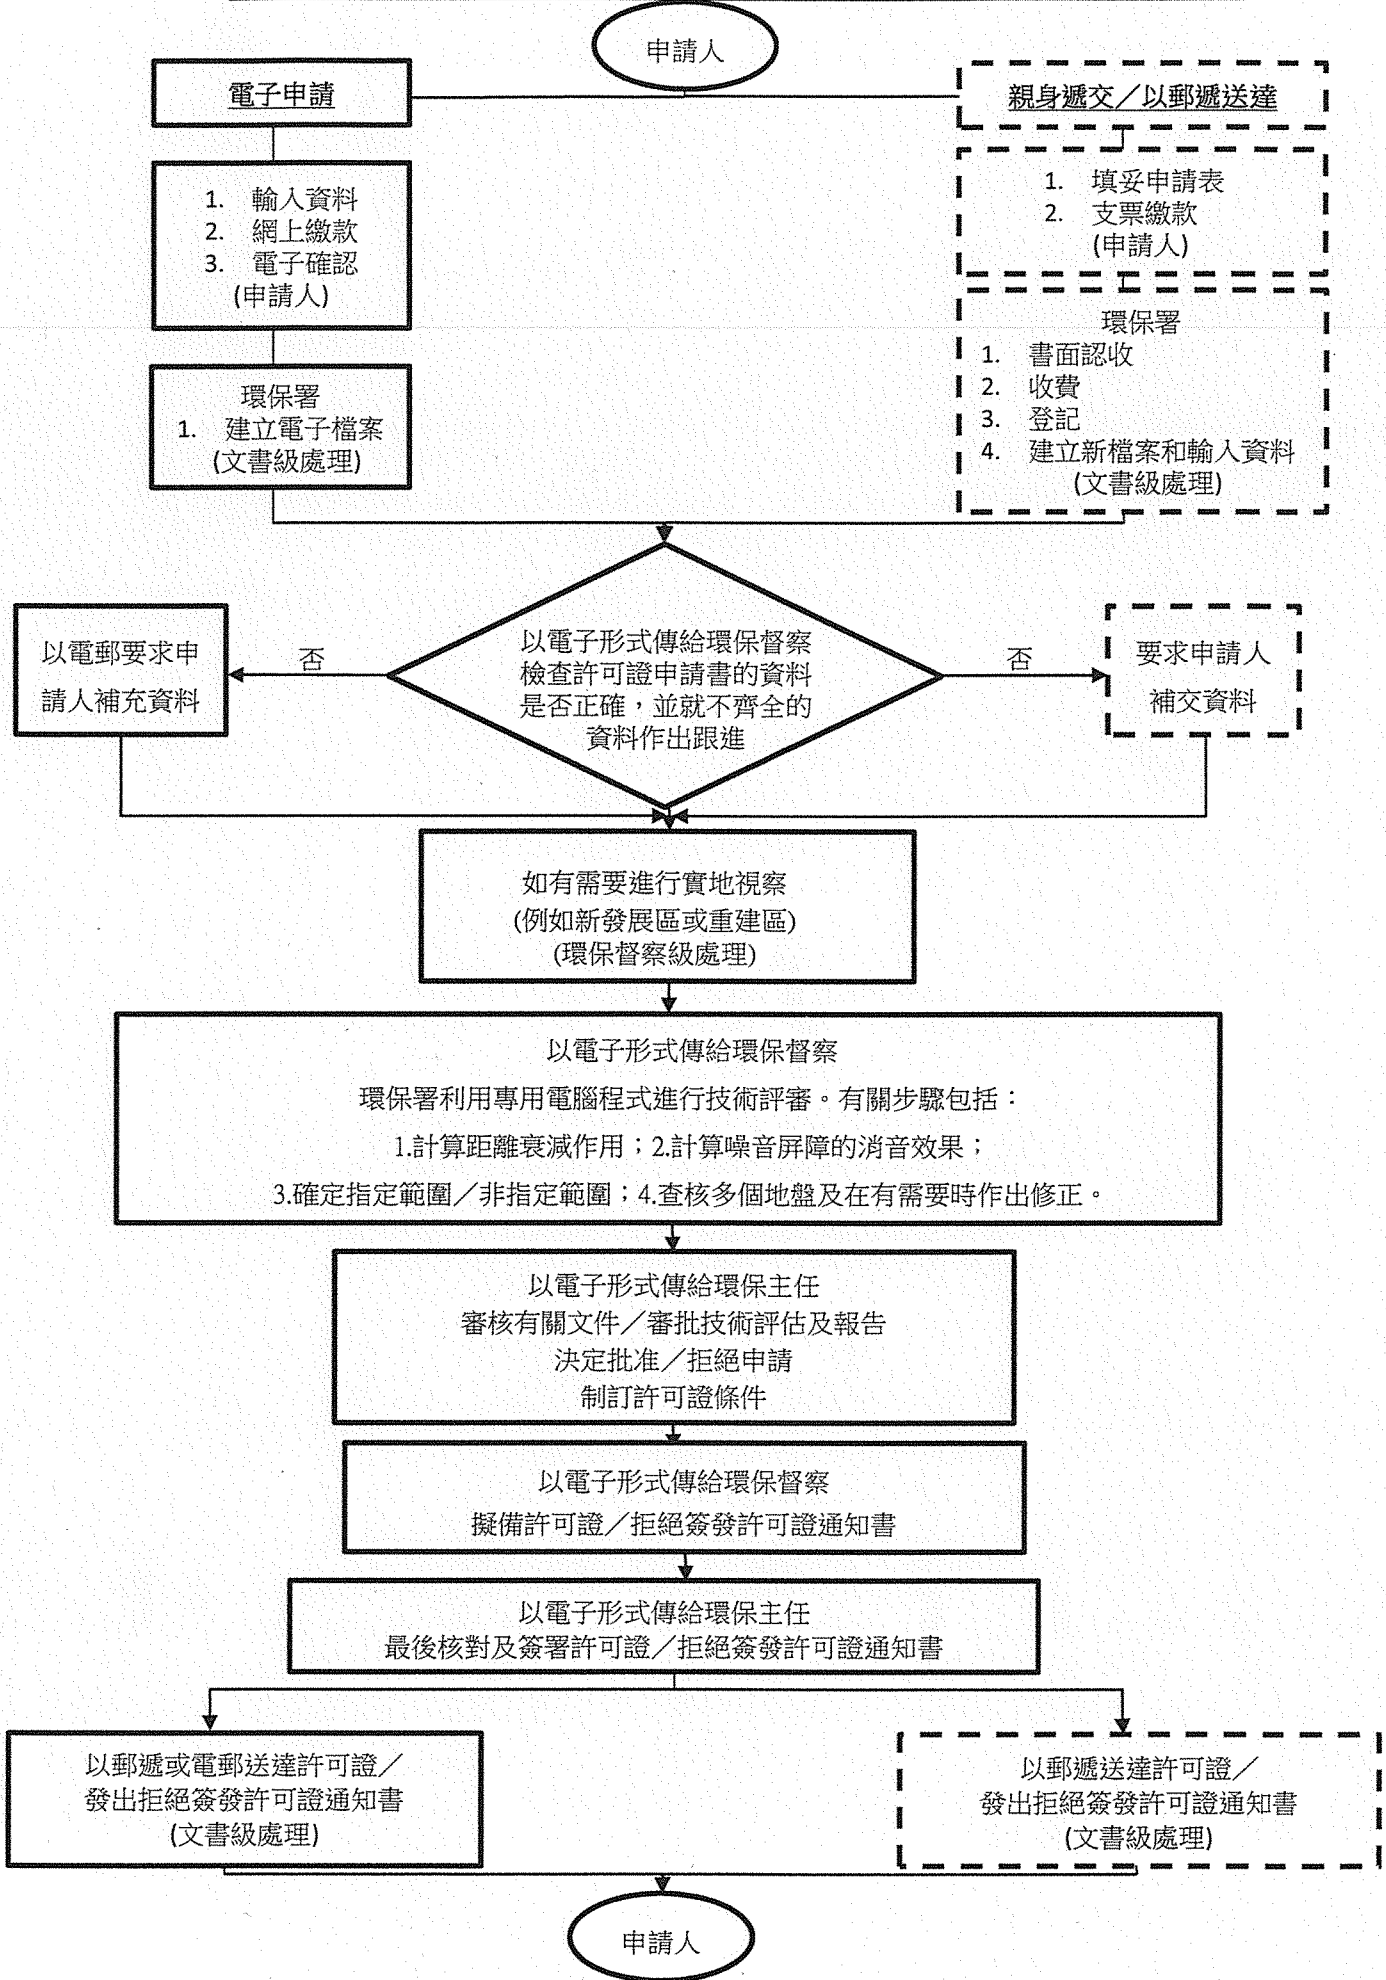 申請人
電子申請
1. 輸入資料
2. 網上繳款
3. 電子確認
(申請人)
環保署
1. 建立電子檔案
(文書級處理)
親身遞交／以郵遞送達
1. 填妥申請表
2. 支票繳款
(申請人)
環保署
1. 書面認收
2. 收費
3. 登記
4. 建立新檔案和輸入資料
(文書級處理)
以電子形式傳給環保督察
檢查許可證申請書的資料
是否正確，並就不齊全的
資料作出跟進
否
以電郵要求申
請人補充資料
否
要求申請人
補交資料
如有需要進行實地視察
(例如新發展區或重建區)
(環保督察級處理)
以電子形式傳給環保督察
環保署利用專用電腦程式進行技術評審。有關步驟包括：
1.計算距離衰減作用；2.計算噪音屏障的消音效果；
3.確定指定範圍／非指定範圍；4.查核多個地盤及在有需要時作出修正。
以電子形式傳給環保主任
審核有關文件／審批技術評估及報告
決定批准／拒絕申請
制訂許可證條件
以電子形式傳給環保督察
擬備許可證／拒絕簽發許可證通知書
以電子形式傳給環保主任
最後核對及簽署許可證／拒絕簽發許可證通知書
以郵遞或電郵送達許可證／
發出拒絕簽發許可證通知書
(文書級處理)
以郵遞送達許可證／
發出拒絕簽發許可證通知書
(文書級處理)
申請人